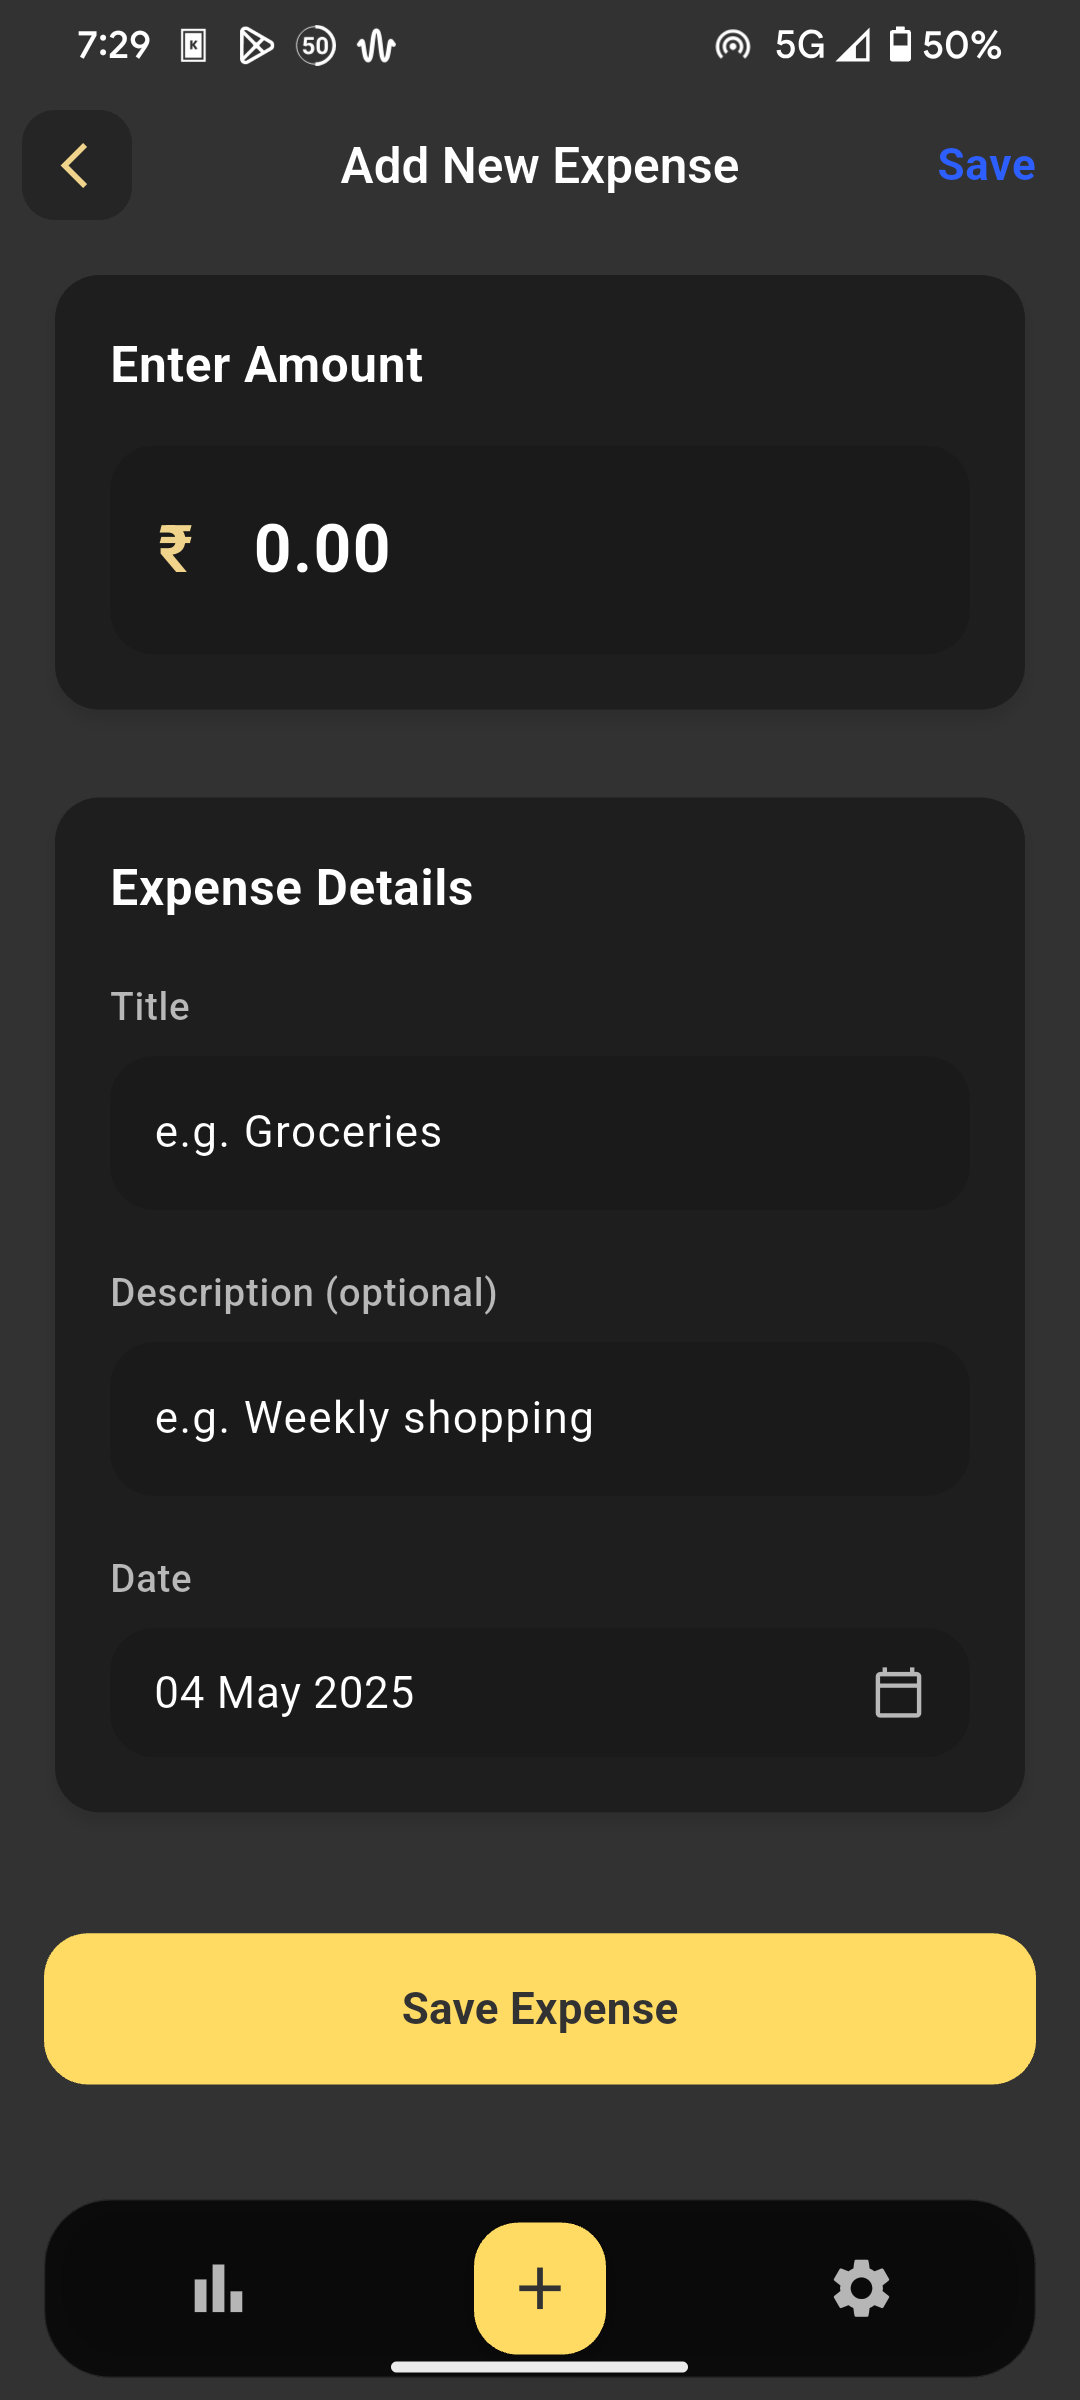 7:29 K 50 5G 50%
Add New Expense Save
Enter Amount
₹ 0.00
Expense Details
Title
e.g. Groceries
Description (optional)
e.g. Weekly shopping
Date
04 May 2025
Save Expense